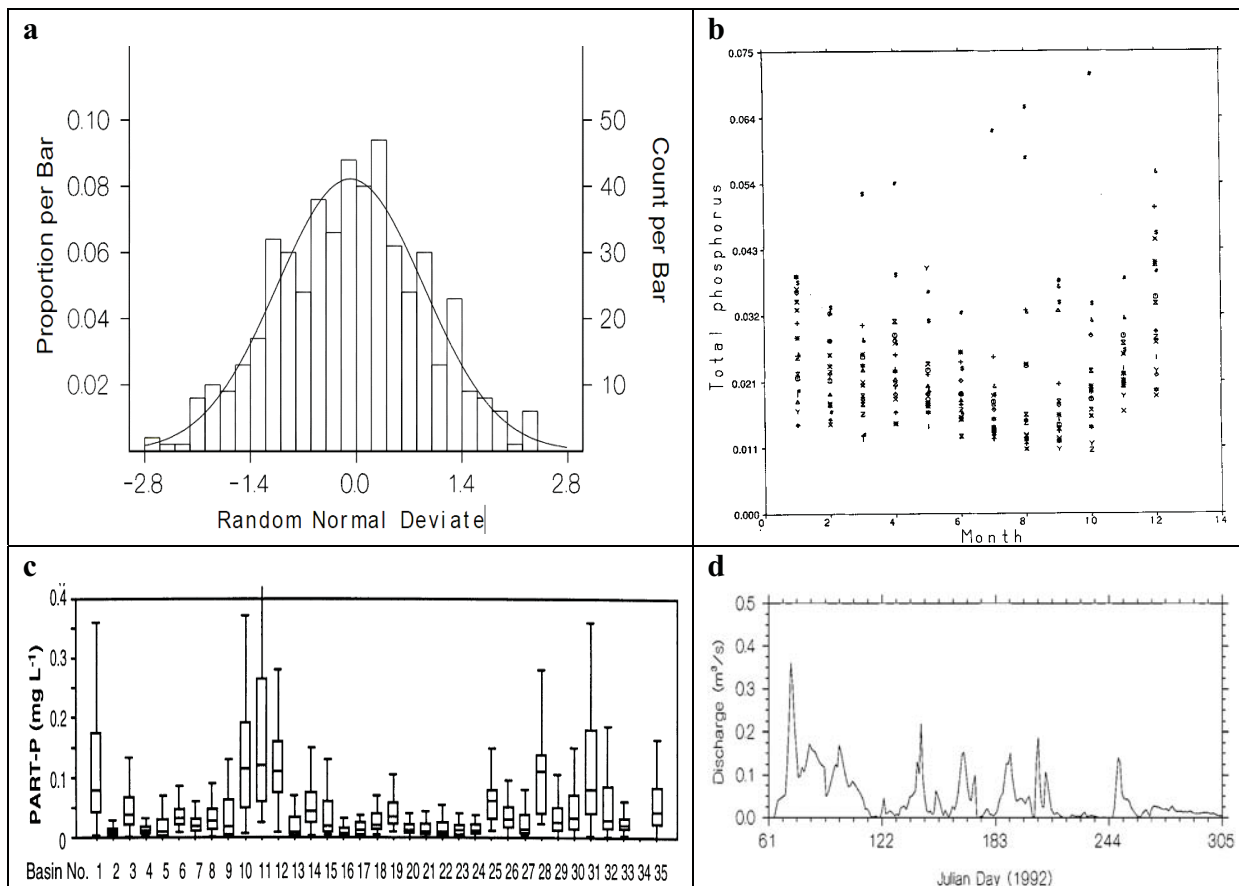 a
Proportion per Bar
0.10
0.08
0.06
0.04
0.02
50
40
30
20
10
Count per Bar
-2.8 -1.4 0.0 1.4 2.8
Random Normal Deviate
b
Total phosphorus
0.075
0.064
0.054
0.043
0.032
0.021
0.011
0.000
0 2 4 6 8 10 12 14
Month
c
PART-P (mg L-1)
0.4
0.3
0.2
0.1
0
Basin No. 1 2 3 4 5 6 7 8 9 10 11 12 13 14 15 16 17 18 19 20 21 22 23 24 25 26 27 28 29 30 31 32 33 34 35
d
Discharge (m³/s)
0.5
0.4
0.3
0.2
0.1
0.0
61 122 183 244 305
Julian Day (1992)